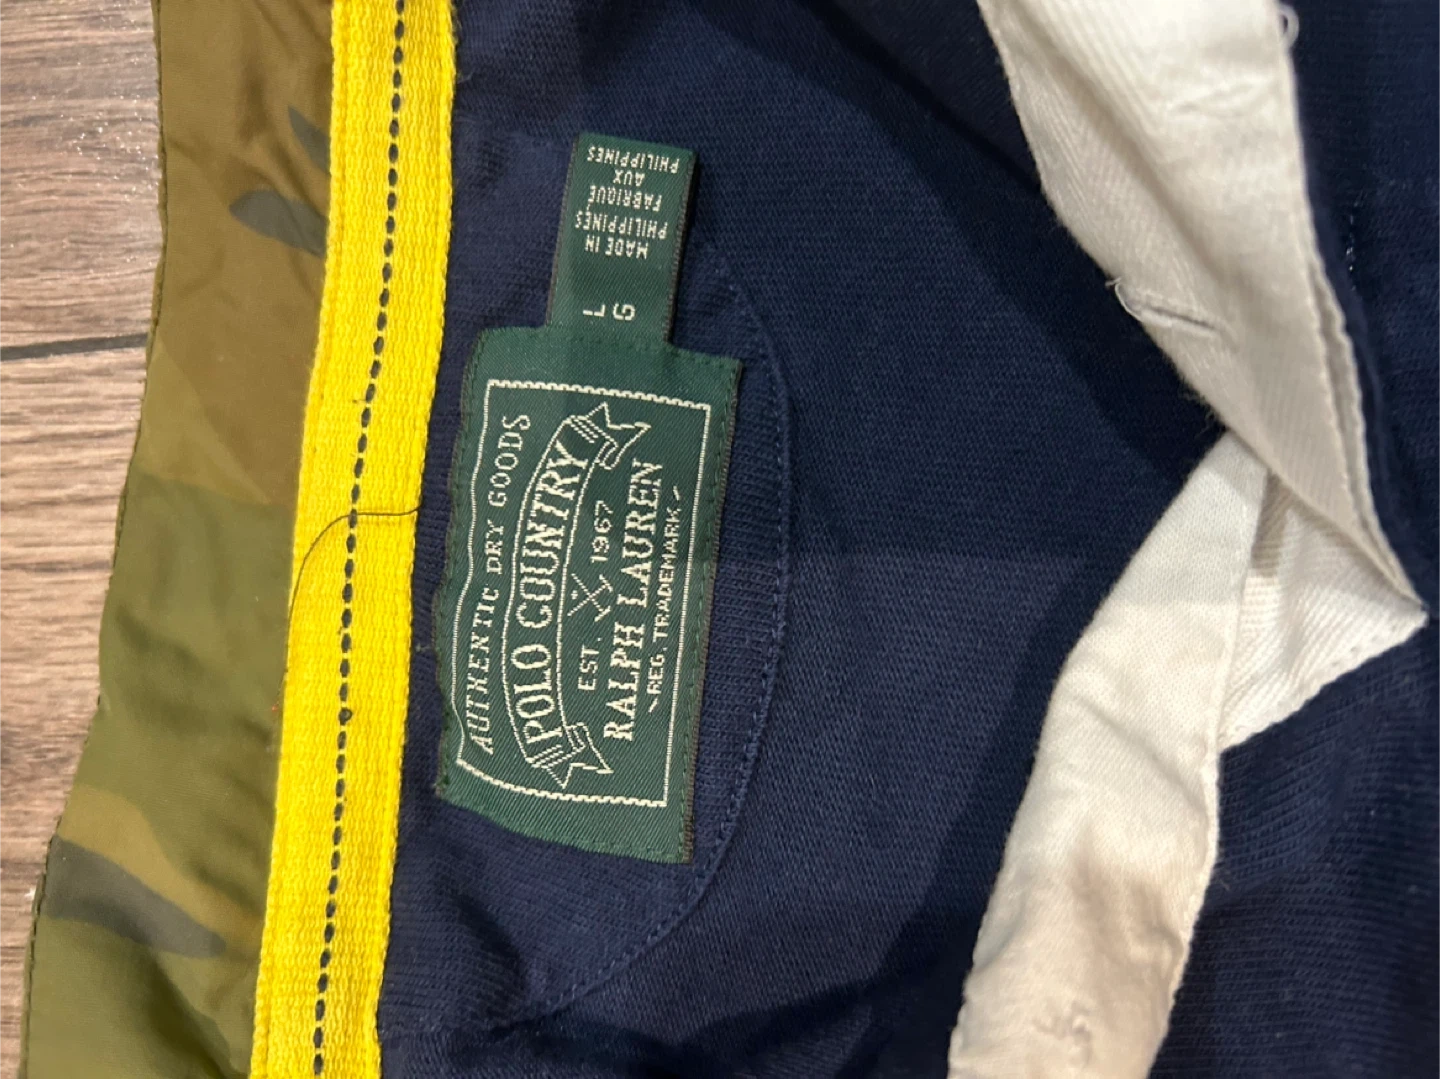 AUTHENTIC DRY GOODS
POLO COUNTRY
EST. 1967
RALPH LAUREN
-REG. TRADEMARK-
L
G
MADE IN
PHILIPPINES
FABRIQUE
AUX
PHILIPPINES